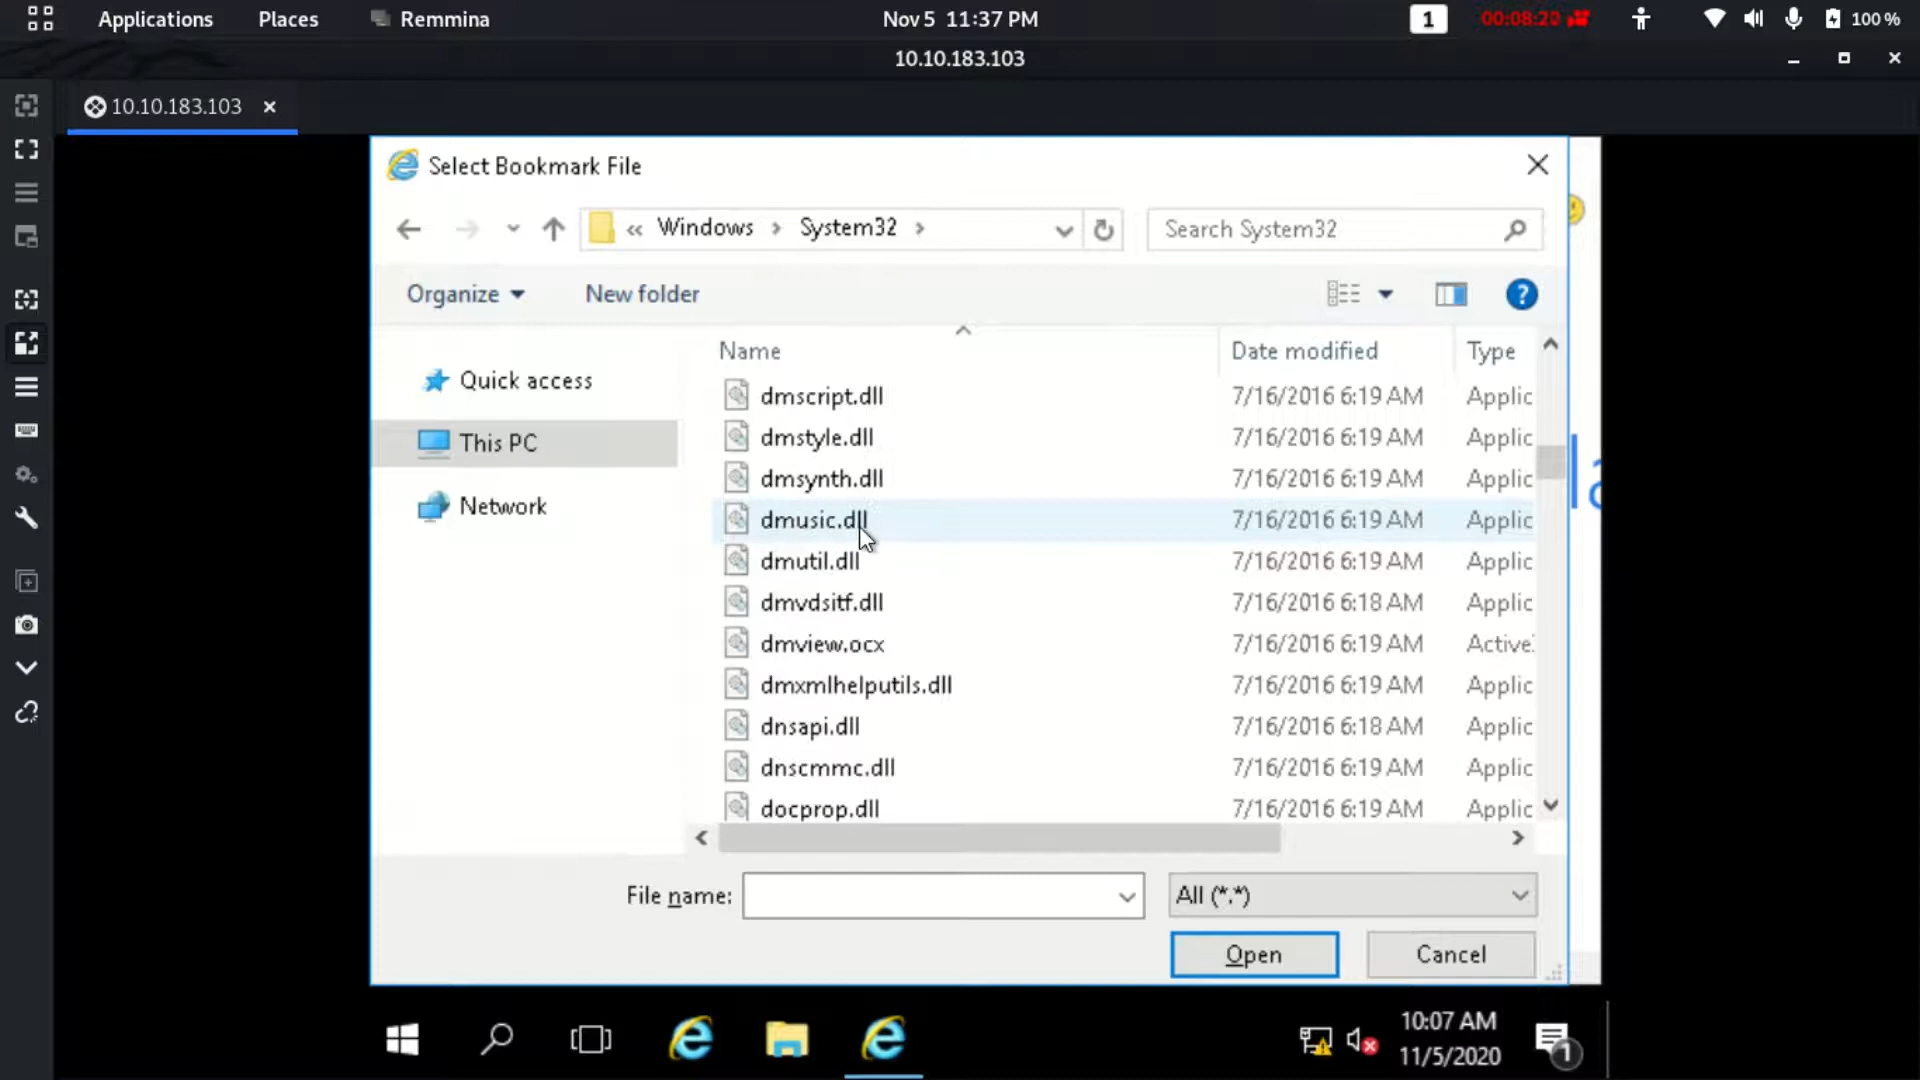 Applications Places Remmina Nov 5 11:37 PM 1 00:08:20 100 %
10.10.183.103
10.10.183.103
Select Bookmark File
« Windows › System32 › Search System32
Organize New folder
Name Date modified Type
Quick access
This PC
Network
dmscript.dll 7/16/2016 6:19 AM Applic
dmstyle.dll 7/16/2016 6:19 AM Applic
dmsynth.dll 7/16/2016 6:19 AM Applic
dmusic.dll 7/16/2016 6:19 AM Applic
dmutil.dll 7/16/2016 6:19 AM Applic
dmvdsitf.dll 7/16/2016 6:18 AM Applic
dmview.ocx 7/16/2016 6:19 AM Active
dmxmlhelputils.dll 7/16/2016 6:19 AM Applic
dnsapi.dll 7/16/2016 6:18 AM Applic
dnscmmc.dll 7/16/2016 6:19 AM Applic
docprop.dll 7/16/2016 6:19 AM Applic
File name: All (*.*)
Open Cancel
10:07 AM
11/5/2020
1